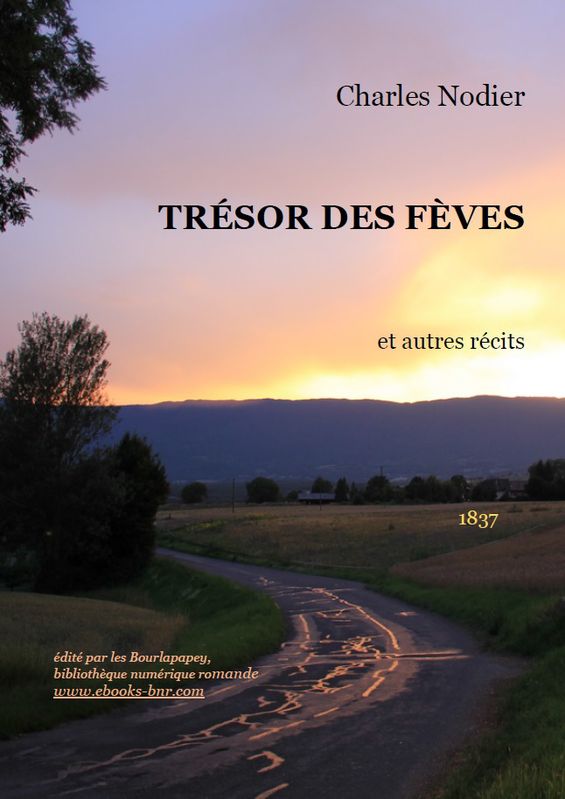 Charles Nodier
TRÉSOR DES FÈVES
et autres récits
1837
édité par les Bourlapapey,
bibliothèque numérique romande
www.ebooks-bnr.com